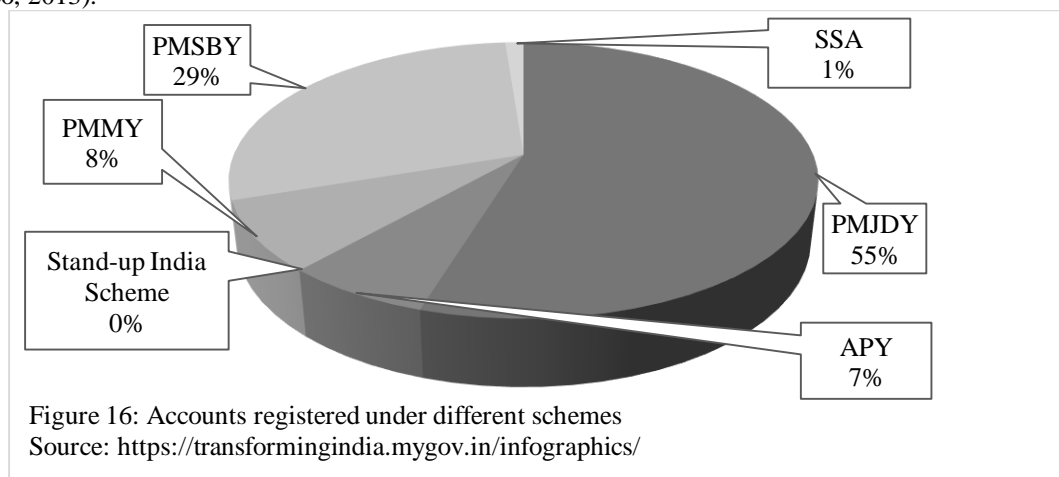 o, 2015).
PMSBY
29%
SSA
1%
PMMY
8%
PMJDY
55%
Stand-up India
Scheme
0%
APY
7%
Figure 16: Accounts registered under different schemes
Source: https://transformingindia.mygov.in/infographics/